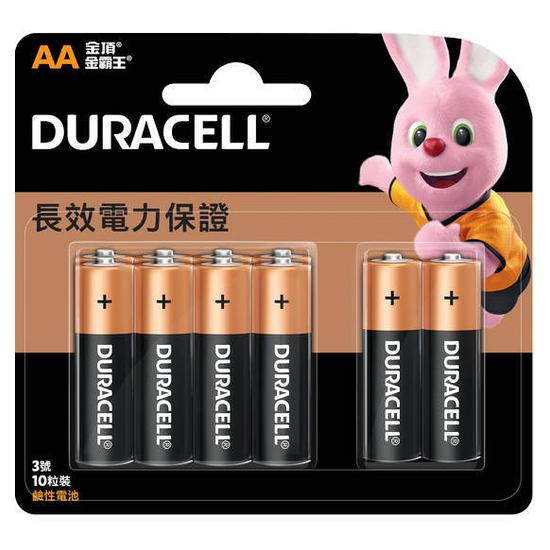 AA 金頂®
金霸王®
DURACELL®
長效電力保證
+ + + + + +
DURACELL® DURACELL® DURACELL® DURACELL® DURACELL® DURACELL®
3號
10粒裝
鹼性電池